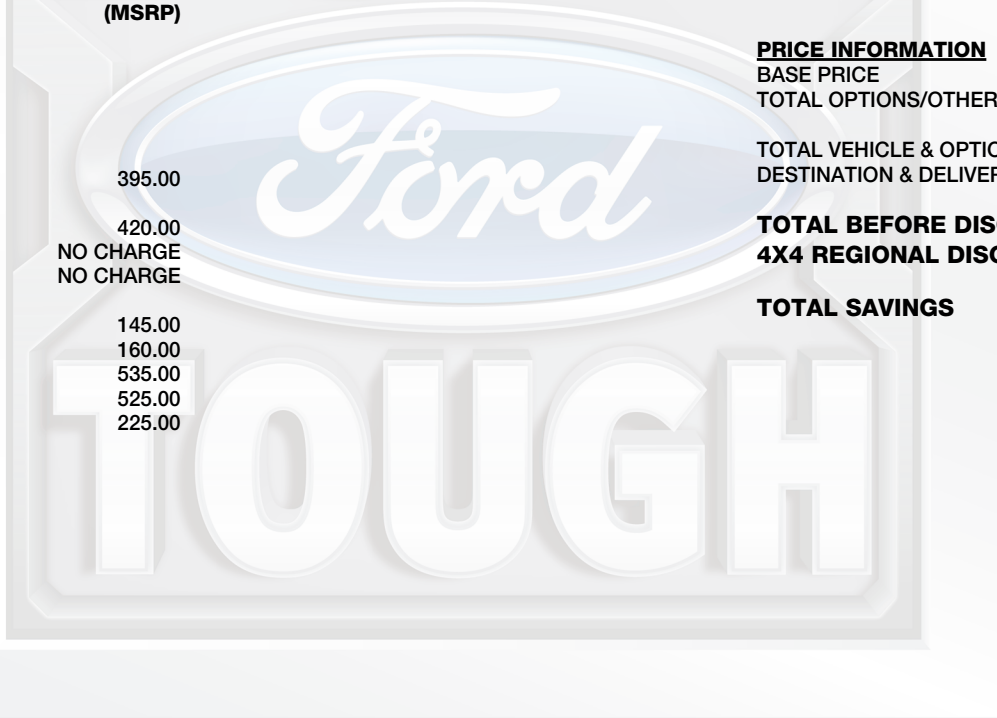 (MSRP)
395.00
420.00
NO CHARGE
NO CHARGE
145.00
160.00
535.00
525.00
225.00
PRICE INFORMATION
BASE PRICE
TOTAL OPTIONS/OTHER
TOTAL VEHICLE & OPTIO
DESTINATION & DELIVER
TOTAL BEFORE DIS
4X4 REGIONAL DISC
TOTAL SAVINGS
Ford
TOUGH